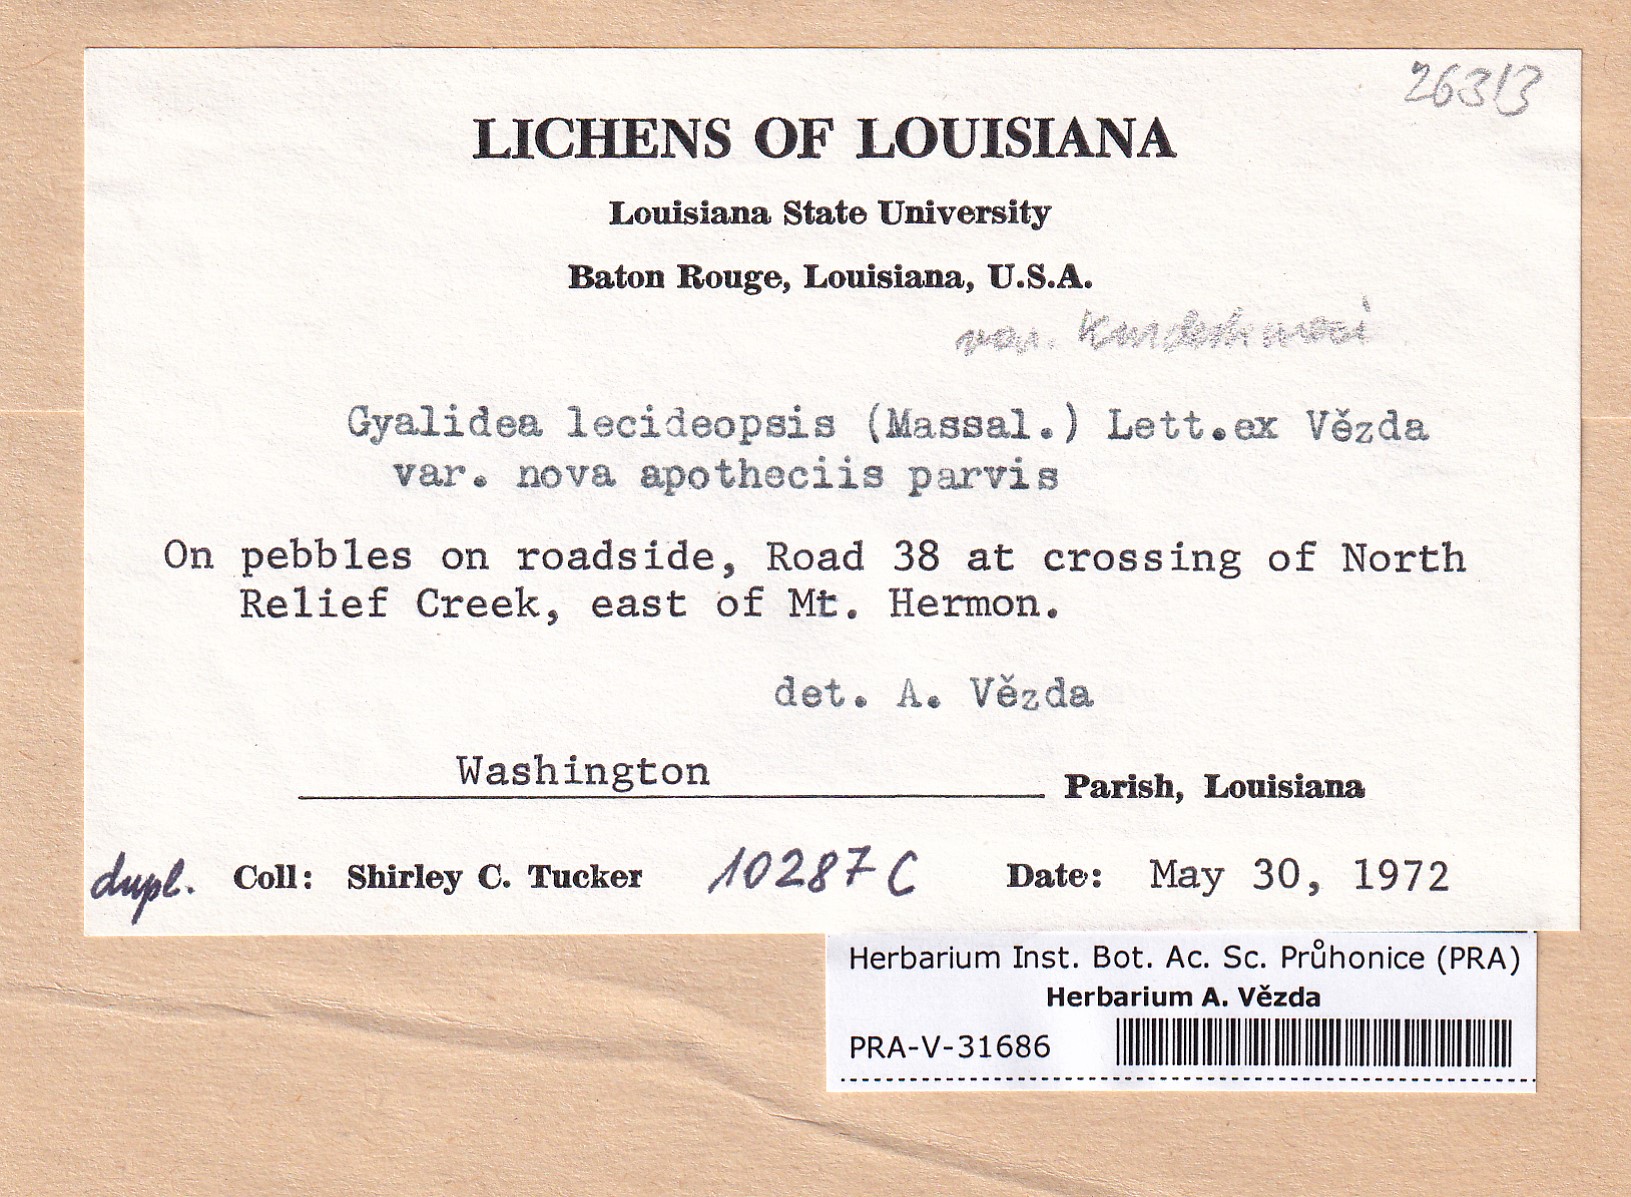 26313
LICHENS OF LOUISIANA
Louisiana State University
Baton Rouge, Louisiana, U.S.A.
var.
Gyalidea lecideopsis (Massal.) Lett.ex Vězda
var. nova apotheciis parvis
On pebbles on roadside, Road 38 at crossing of North
Relief Creek, east of Mt. Hermon.
det. A. Vězda
Washington Parish, Louisiana
dupl. Coll: Shirley C. Tucker 10287 C Date: May 30, 1972
Herbarium Inst. Bot. Ac. Sc. Průhonice (PRA)
Herbarium A. Vězda
PRA-V-31686